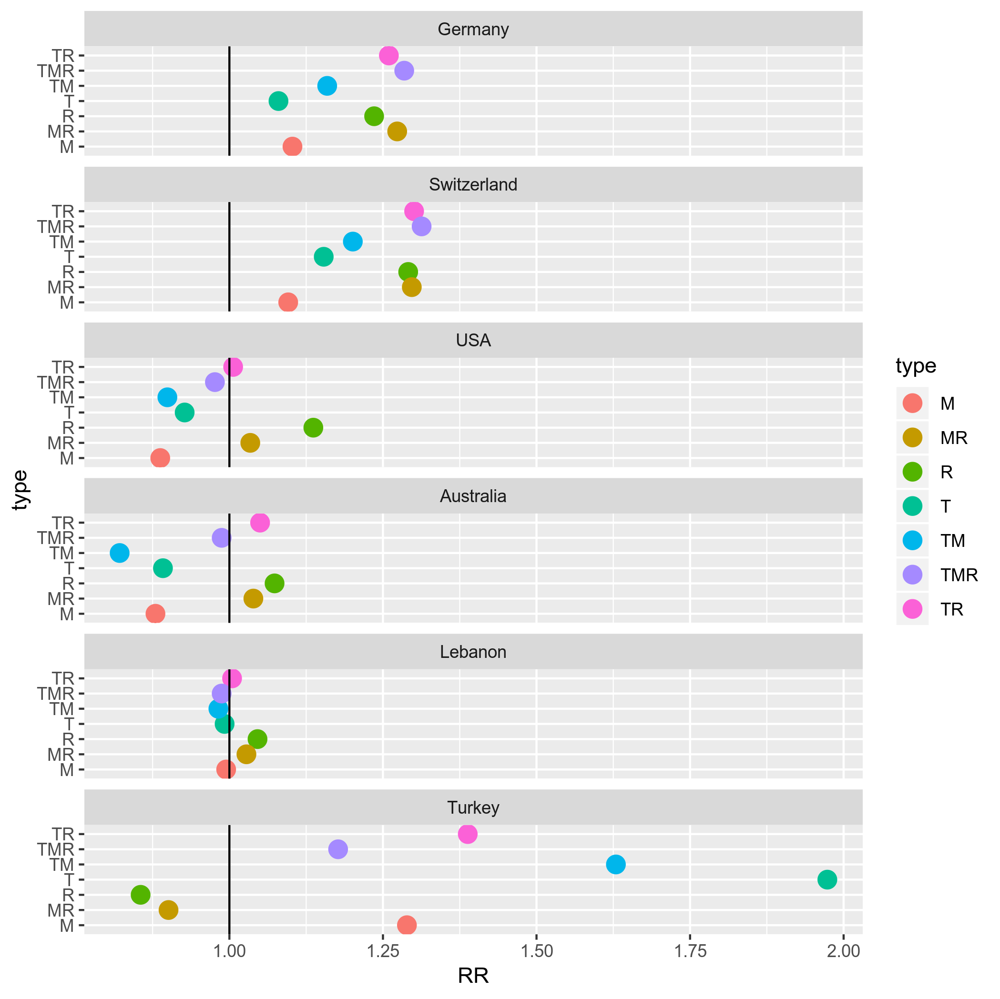 Germany
TR
TMR
TM
T
R
MR
M
Switzerland
TR
TMR
TM
T
R
MR
M
USA
TR
TMR
TM
T
R
MR
M
Australia
TR
TMR
TM
T
R
MR
M
Lebanon
TR
TMR
TM
T
R
MR
M
Turkey
TR
TMR
TM
T
R
MR
M
1.00 1.25 1.50 1.75 2.00
RR
type
type
M
MR
R
T
TM
TMR
TR